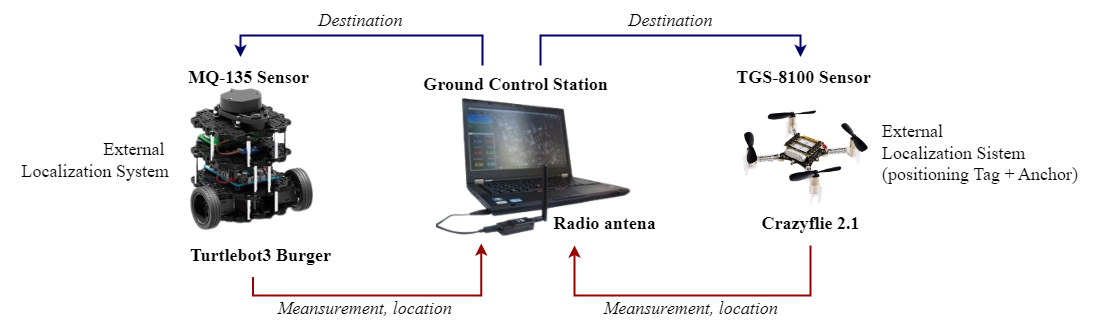 Destination
Destination
MQ-135 Sensor
Ground Control Station
TGS-8100 Sensor
External
Localization System
External
Localization Sistem
(positioning Tag + Anchor)
Radio antena
Crazyflie 2.1
Turtlebot3 Burger
Meansurement, location
Measurement, location